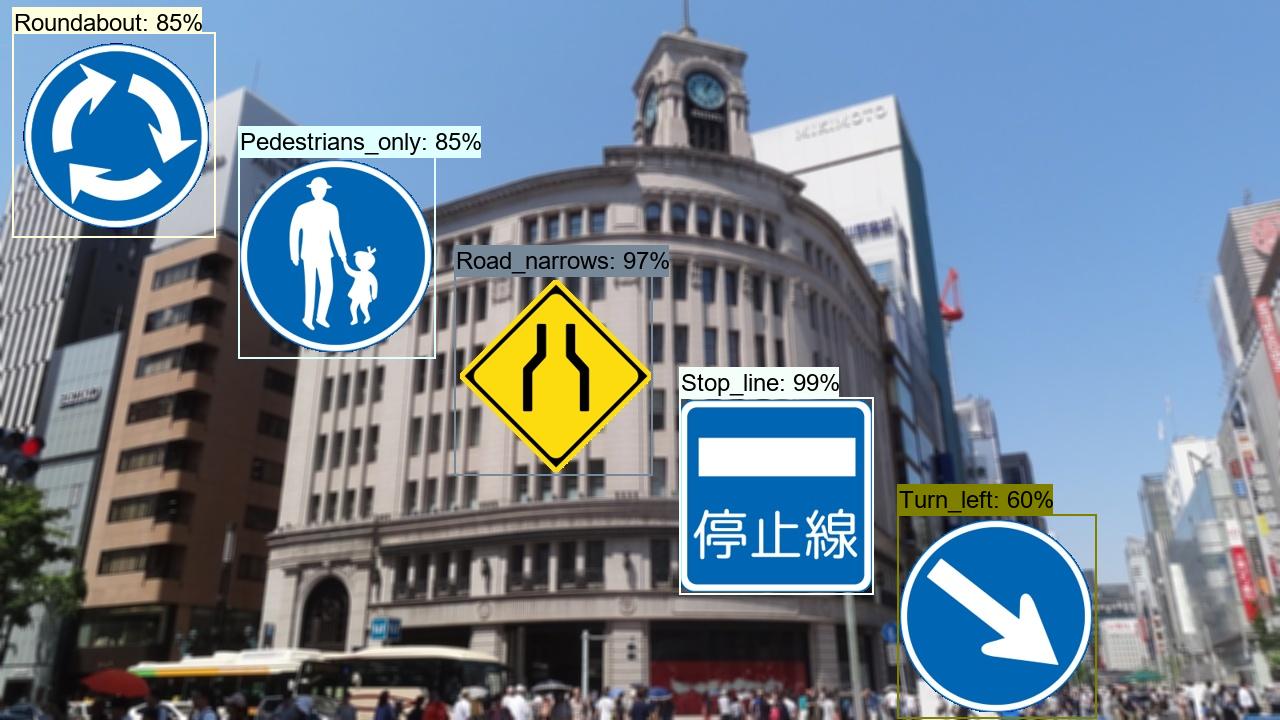 Roundabout: 85%
Pedestrians_only: 85%
MIKIMOTO
Road_narrows: 97%
Stop_line: 99%
停止線
Turn_left: 60%